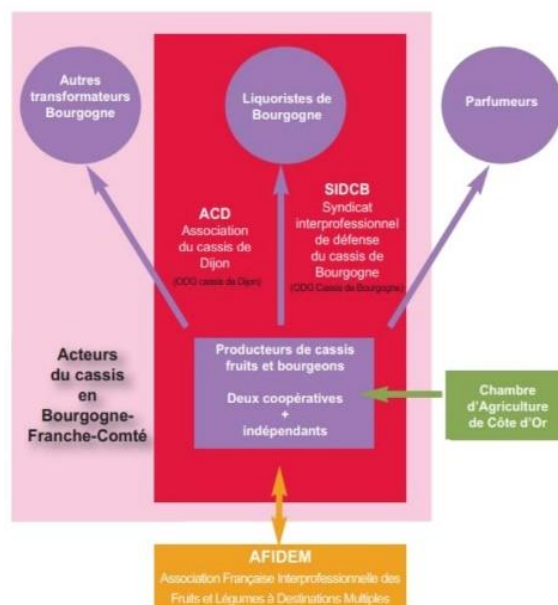 Autres
transformateurs
Bourgogne
Liquoristes de
Bourgogne
Parfumeurs
ACD
Association
du cassis de
Dijon
(ODG cassis de Dijon)
SIDCB
Syndicat
interprofessionnel
de défense
du cassis de
Bourgogne
(ODG Cassis de Bourgogne)
Acteurs
du cassis
en
Bourgogne-
Franche-Comté
Producteurs de cassis
fruits et bourgeons
Deux coopératives
+
indépendants
Chambre
d'Agriculture
de Côte d'Or
AFIDEM
Association Française Interprofessionnelle des
Fruits et Légumes à Destinations Multiples